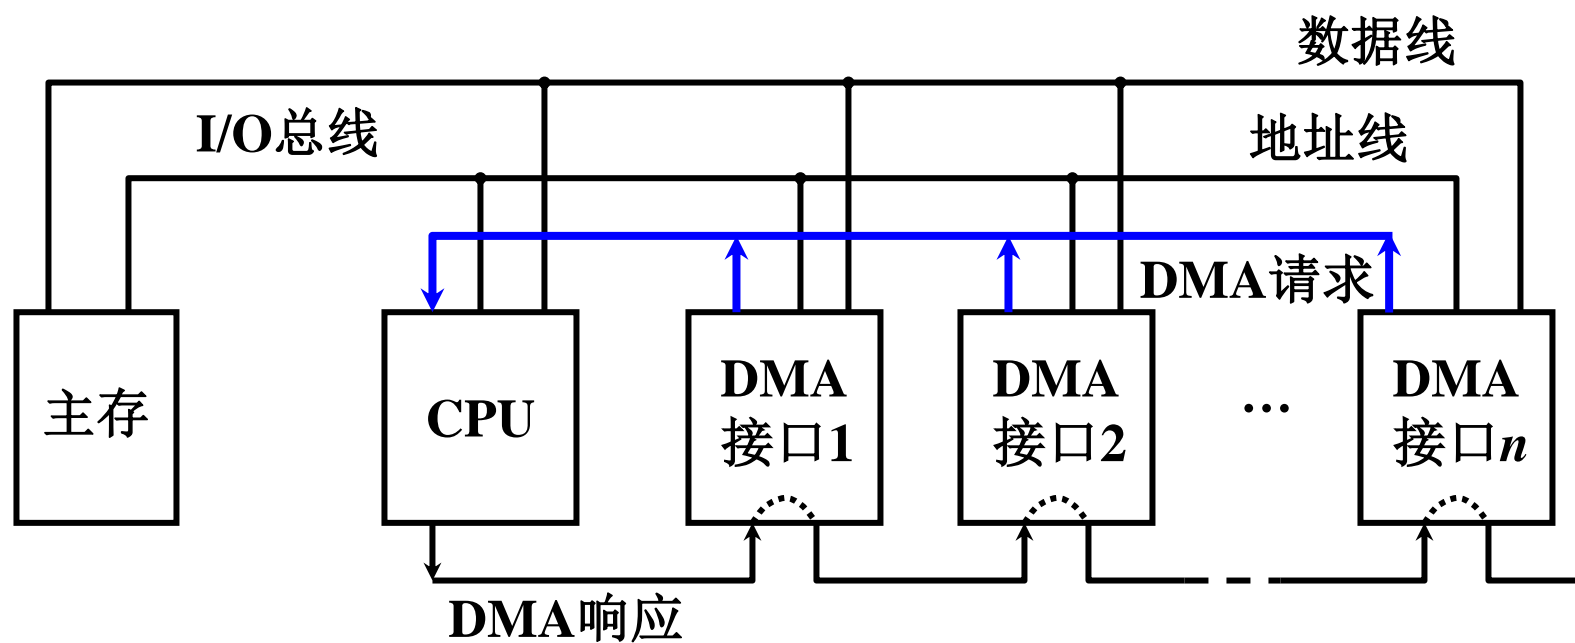 数据线
I/O总线
地址线
DMA请求
主存
CPU
DMA
接口1
DMA
接口2
...
DMA
接口n
DMA响应